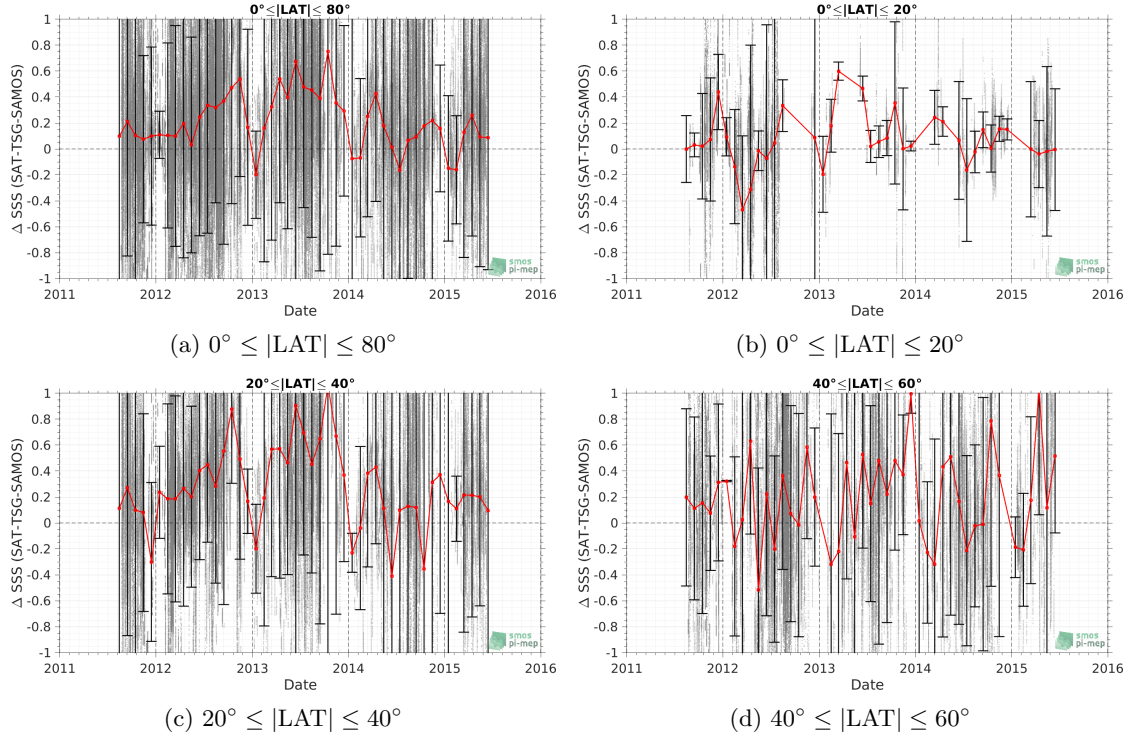 0°≤|LAT|≤ 80°
Δ SSS (SAT-TSG-SAMOS)
1
0.8
0.6
0.4
0.2
0
-0.2
-0.4
-0.6
-0.8
-1
2011 2012 2013 2014 2015 2016
Date
smos
pi-mep
(a) 0° ≤ |LAT| ≤ 80°
0°≤|LAT|≤ 20°
Δ SSS (SAT-TSG-SAMOS)
1
0.8
0.6
0.4
0.2
0
-0.2
-0.4
-0.6
-0.8
-1
2011 2012 2013 2014 2015 2016
Date
smos
pi-mep
(b) 0° ≤ |LAT| ≤ 20°
20°≤|LAT|≤ 40°
Δ SSS (SAT-TSG-SAMOS)
1
0.8
0.6
0.4
0.2
0
-0.2
-0.4
-0.6
-0.8
-1
2011 2012 2013 2014 2015 2016
Date
smos
pi-mep
(c) 20° ≤ |LAT| ≤ 40°
40°≤|LAT|≤ 60°
Δ SSS (SAT-TSG-SAMOS)
1
0.8
0.6
0.4
0.2
0
-0.2
-0.4
-0.6
-0.8
-1
2011 2012 2013 2014 2015 2016
Date
smos
pi-mep
(d) 40° ≤ |LAT| ≤ 60°